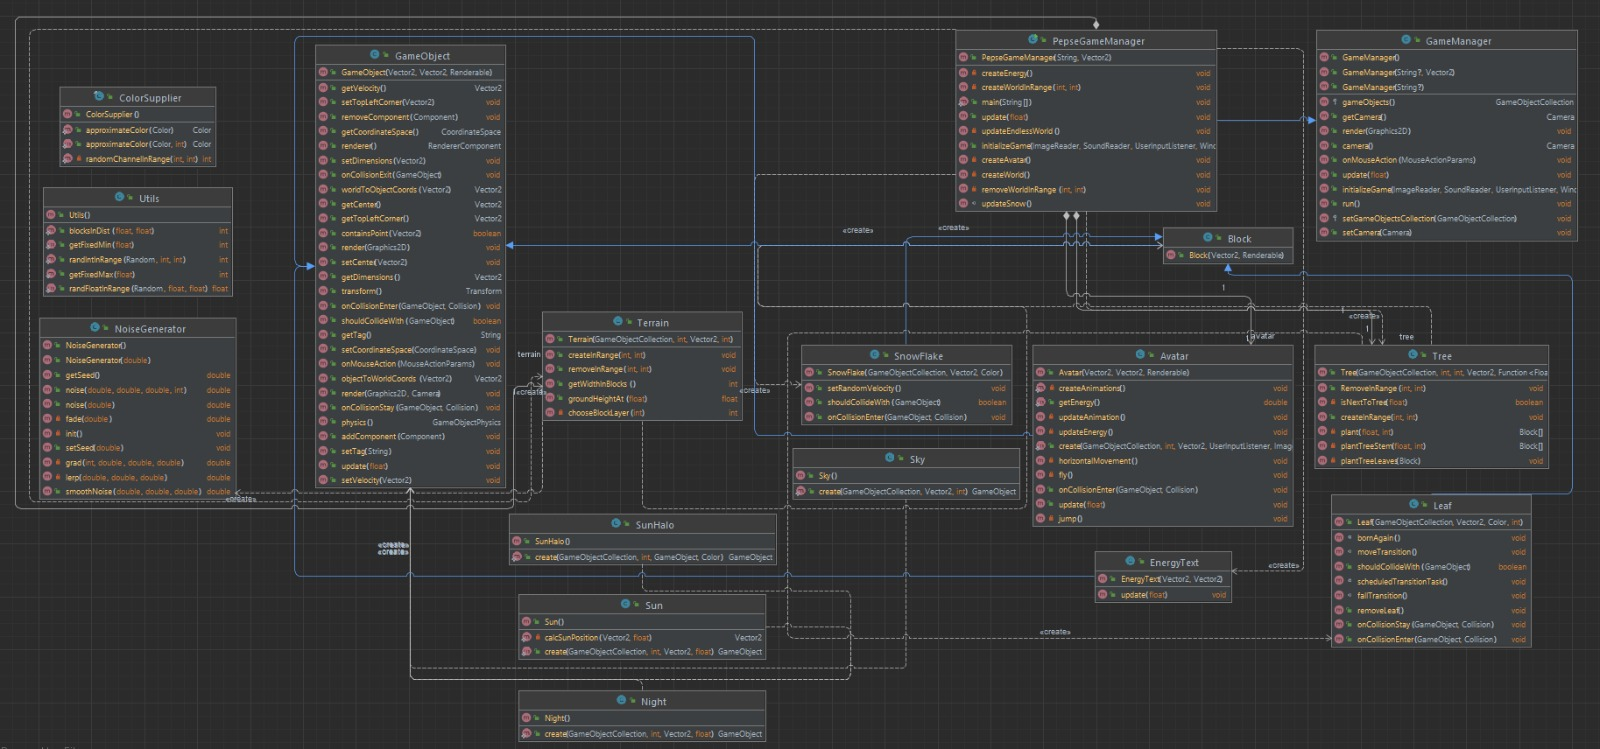 ColorSupplier
ColorSupplier ()
approximateColor (Color) Color
approximateColor (Color, int) Color
randomChannelInRange (int, int) int
Utils
Utils()
blocksInDist (float, float) int
getFixedMin(float) int
randIntInRange (Random, int, int) int
getFixedMax(float) int
randFloatInRange (Random, float, float) float
NoiseGenerator
NoiseGenerator()
NoiseGenerator(double)
getSeed() double
noise(double, double, double, int) double
noise(double) double
fade(double) double
init() void
setSeed(double) void
grad(int, double, double, double) double
lerp(double, double, double) double
smoothNoise (double, double, double) double
GameObject
GameObject(Vector2, Vector2, Renderable)
getVelocity() Vector2
setTopLeftCorner(Vector2) void
removeComponent(Component) void
getCoordinateSpace() CoordinateSpace
renderer() RendererComponent
setDimensions(Vector2) void
onCollisionExit(GameObject) void
worldToObjectCoords (Vector2) Vector2
getCenter() Vector2
getTopLeftCorner() Vector2
containsPoint(Vector2) boolean
render(Graphics2D) void
setCenter(Vector2) void
getDimensions() Vector2
transform() Transform
onCollisionEnter(GameObject, Collision) void
shouldCollideWith (GameObject) boolean
getTag() String
setCoordinateSpace(CoordinateSpace) void
onMouseAction(MouseActionParams) void
objectToWorldCoords (Vector2) Vector2
render(Graphics2D, Camera) void
onCollisionStay(GameObject, Collision) void
physics () GameObjectPhysics
addComponent (Component) void
setTag(String) void
update(float) void
setVelocity(Vector2) void
PepseGameManager
PepseGameManager(String, Vector2)
createEnergy() void
createWorldInRange(int, int) void
main(String []) void
update(float) void
updateEndlessWorld () void
initializeGame(ImageReader, SoundReader, UserInputListener, Winc
createAvatar() void
createWorld() void
removeWorldInRange (int, int) void
updateSnow() void
GameManager
GameManager()
GameManager(String?, Vector2)
GameManager(String?)
gameObjects() GameObjectCollection
getCamera() Camera
render(Graphics2D) void
camera() Camera
onMouseAction (MouseActionParams) void
update(float) void
initializeGame(ImageReader, SoundReader, UserInputListener, Winc
run() void
setGameObjectsCollection(GameObjectCollection) void
setCamera(Camera) void
«create»
«create»
Block
Block(Vector2, Renderable)
1
1
«create»
1
avatar
tree
Terrain
Terrain(GameObjectCollection, int, Vector2, int)
createInRange(int, int) void
removeInRange (int, int) void
getWidthInBlocks () int
groundHeightAt (float) float
chooseBlockLayer (int) int
terrain
«create»
«create»
SnowFlake
SnowFlake(GameObjectCollection, Vector2, Color)
setRandomVelocity() void
shouldCollideWith (GameObject) boolean
onCollisionEnter(GameObject, Collision) void
Avatar
Avatar(Vector2, Vector2, Renderable)
createAnimations() void
getEnergy() double
updateAnimation() void
updateEnergy() void
create(GameObjectCollection, int, Vector2, UserInputListener, Imag
horizontalMovement() void
fly() void
onCollisionEnter(GameObject, Collision) void
update(float) void
jump() void
Tree
Tree(GameObjectCollection, int, int, Vector2, Function <Floa
RemoveInRange (int, int) void
isNextToTree(float) boolean
createInRange(int, int) void
plant(float, int) Block[]
plantTreeStem(float, int) Block[]
plantTreeLeaves(Block) void
Sky
Sky()
create(GameObjectCollection, Vector2, int) GameObject
«create»
Leaf
Leaf(GameObjectCollection, Vector2, Color, int)
bornAgain() void
moveTransition() void
shouldCollideWith (GameObject) boolean
scheduledTransitionTask() void
fallTransition() void
removeLeaf() void
onCollisionStay(GameObject, Collision) void
onCollisionEnter(GameObject, Collision) void
SunHalo
SunHalo()
create(GameObjectCollection, int, GameObject, Color) GameObject
«create»
«create»
EnergyText
EnergyText(Vector2, Vector2)
update(float) void
«create»
Sun
Sun()
calcSunPosition (Vector2, float) Vector2
create(GameObjectCollection, int, Vector2, float) GameObject
«create»
Night
Night()
create(GameObjectCollection, int, Vector2, float) GameObject